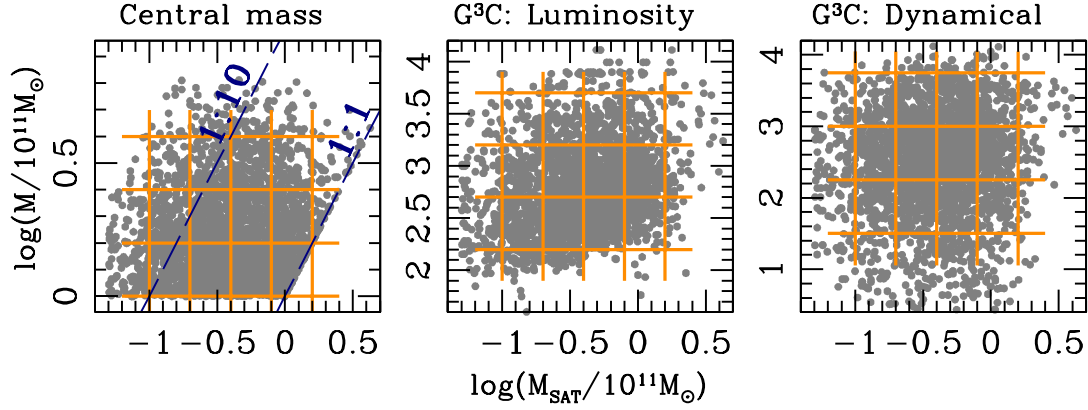 Central mass
G³C: Luminosity
G³C: Dynamical
log(M/10¹¹M☉)
0.5
0
1:10
1:1
-1 -0.5 0 0.5
4
3.5
3
2.5
2
-1 -0.5 0 0.5
4
3
2
1
-1 -0.5 0 0.5
log(M_SAT/10¹¹M☉)